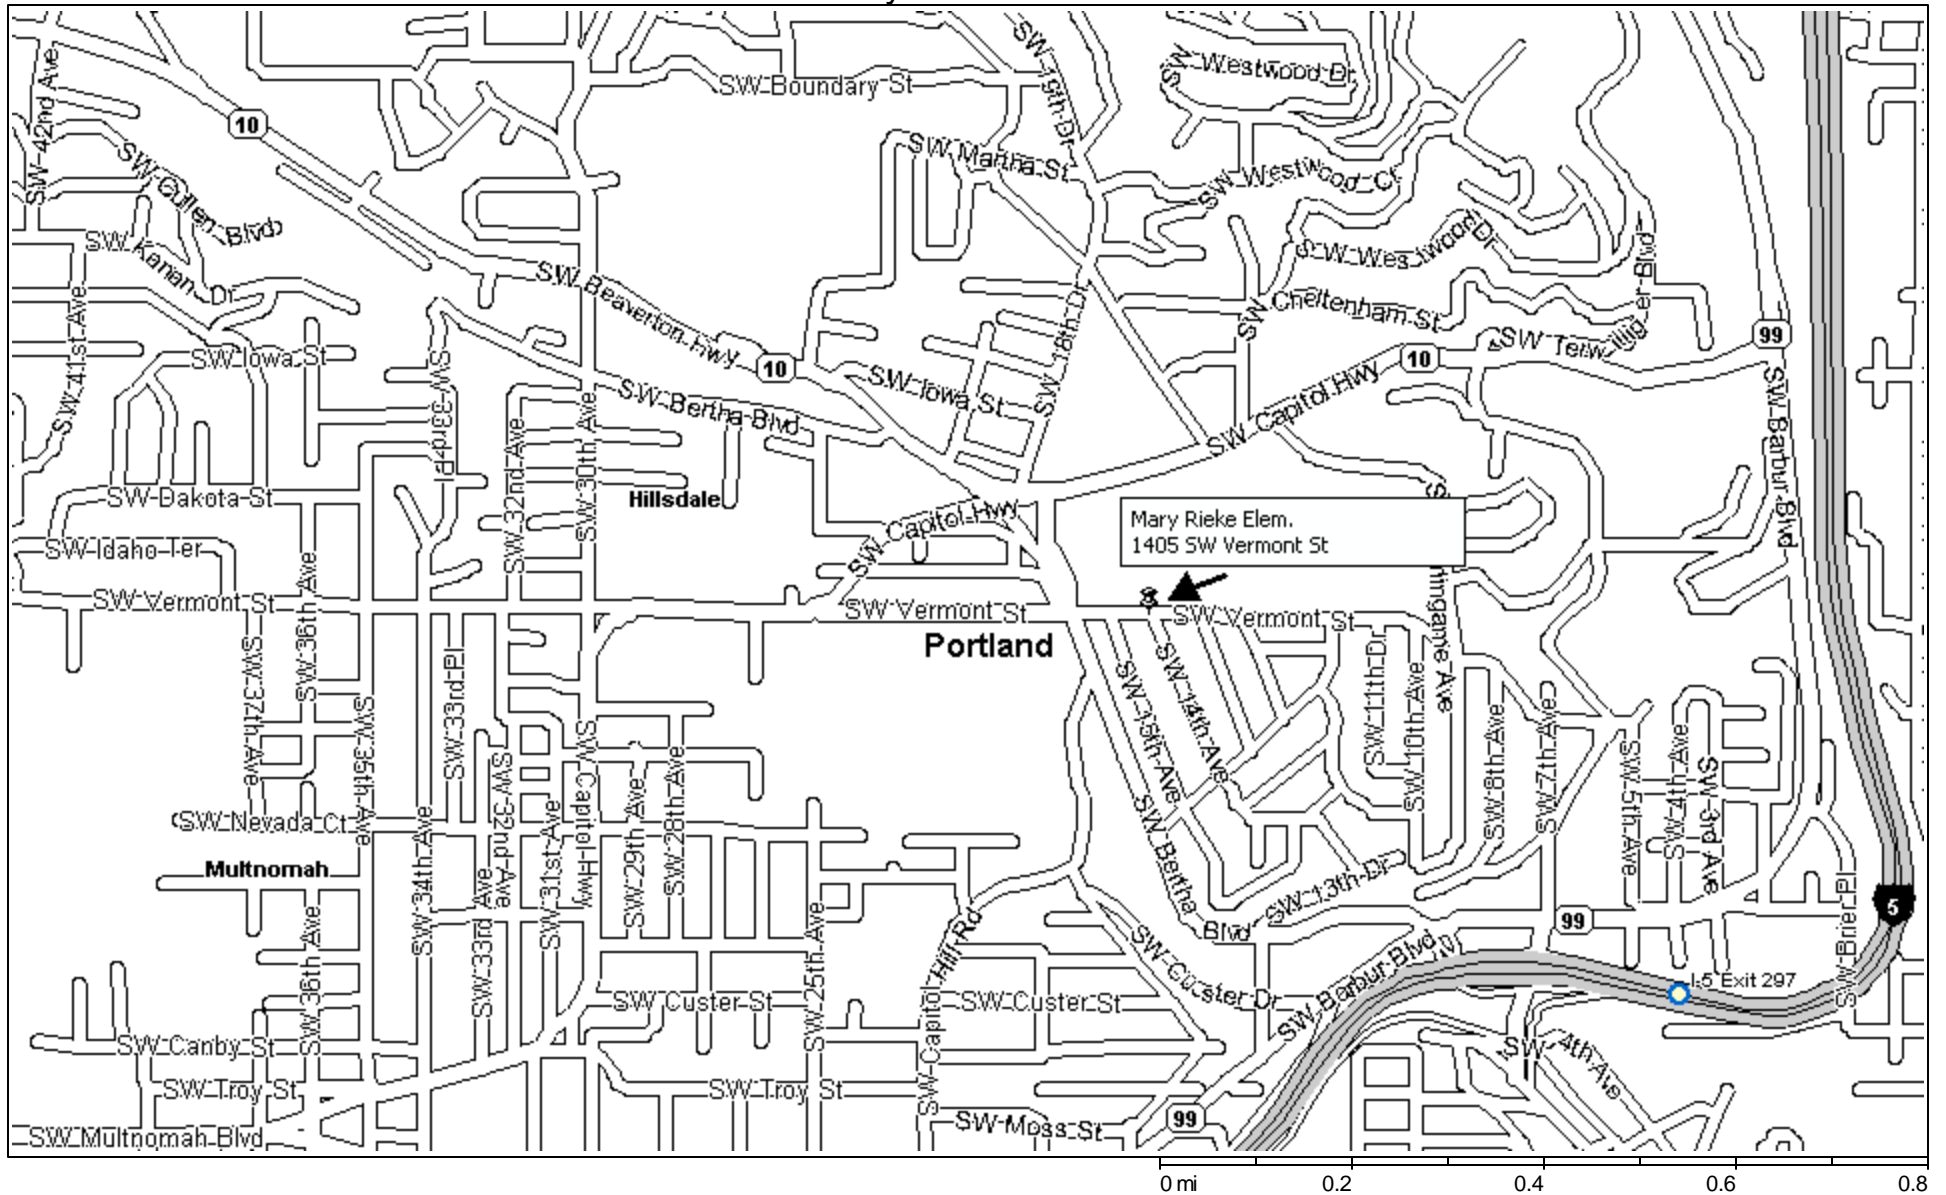 SW 19th Dr
SW Westwood Dr
SW Boundary St
SW 42nd Ave
10
SW Cullen Blvd
SW Martha St
SW Westwood Ct
SW Kanan Dr
SW Westwood Dr
SW Beaverton Hwy
SW Cheltenham St
SW Terwilliger Blvd
SW 41st Ave
SW Iowa St
SW 18th Dr
99
10
10
SW 33rd Pl
SW Bertha Blvd
SW Iowa St
SW Capitol Hwy
SW Barbur Blvd
SW 32nd Ave
SW 30th Ave
SW Dakota St
Hillsdale
SW Capitol Hwy
Mary Rieke Elem.
1405 SW Vermont St
SW Idaho Ter
SW 36th Ave
SW Vermont St
SW Vermont St
SW Vermont St
Portland
SW 37th Ave
SW 33rd Pl
SW 35th Ave
SW 15th Ave
SW 14th Ave
SW 11th Dr
SW 10th Ave
SW 8th Ave
SW 7th Ave
SW 5th Ave
SW 4th Ave
SW 3rd Ave
SW 32nd Ave
SW Capitol Hwy
SW 29th Ave
SW 28th Ave
SW 31st Ave
SW Nevada Ct
SW 34th Ave
SW Bertha Blvd
Multnomah
SW 33rd Ave
SW 13th Dr
SW Brier Pl
5
99
SW 36th Ave
SW 25th Ave
SW Capitol Hill Rd
SW Custer Dr
SW Barbur Blvd
I-5 Exit 297
SW Custer St
SW Custer St
SW Canby St
SW 4th Ave
SW Troy St
SW Troy St
99
SW Moss St
SW Multnomah Blvd
0 mi 0.2 0.4 0.6 0.8